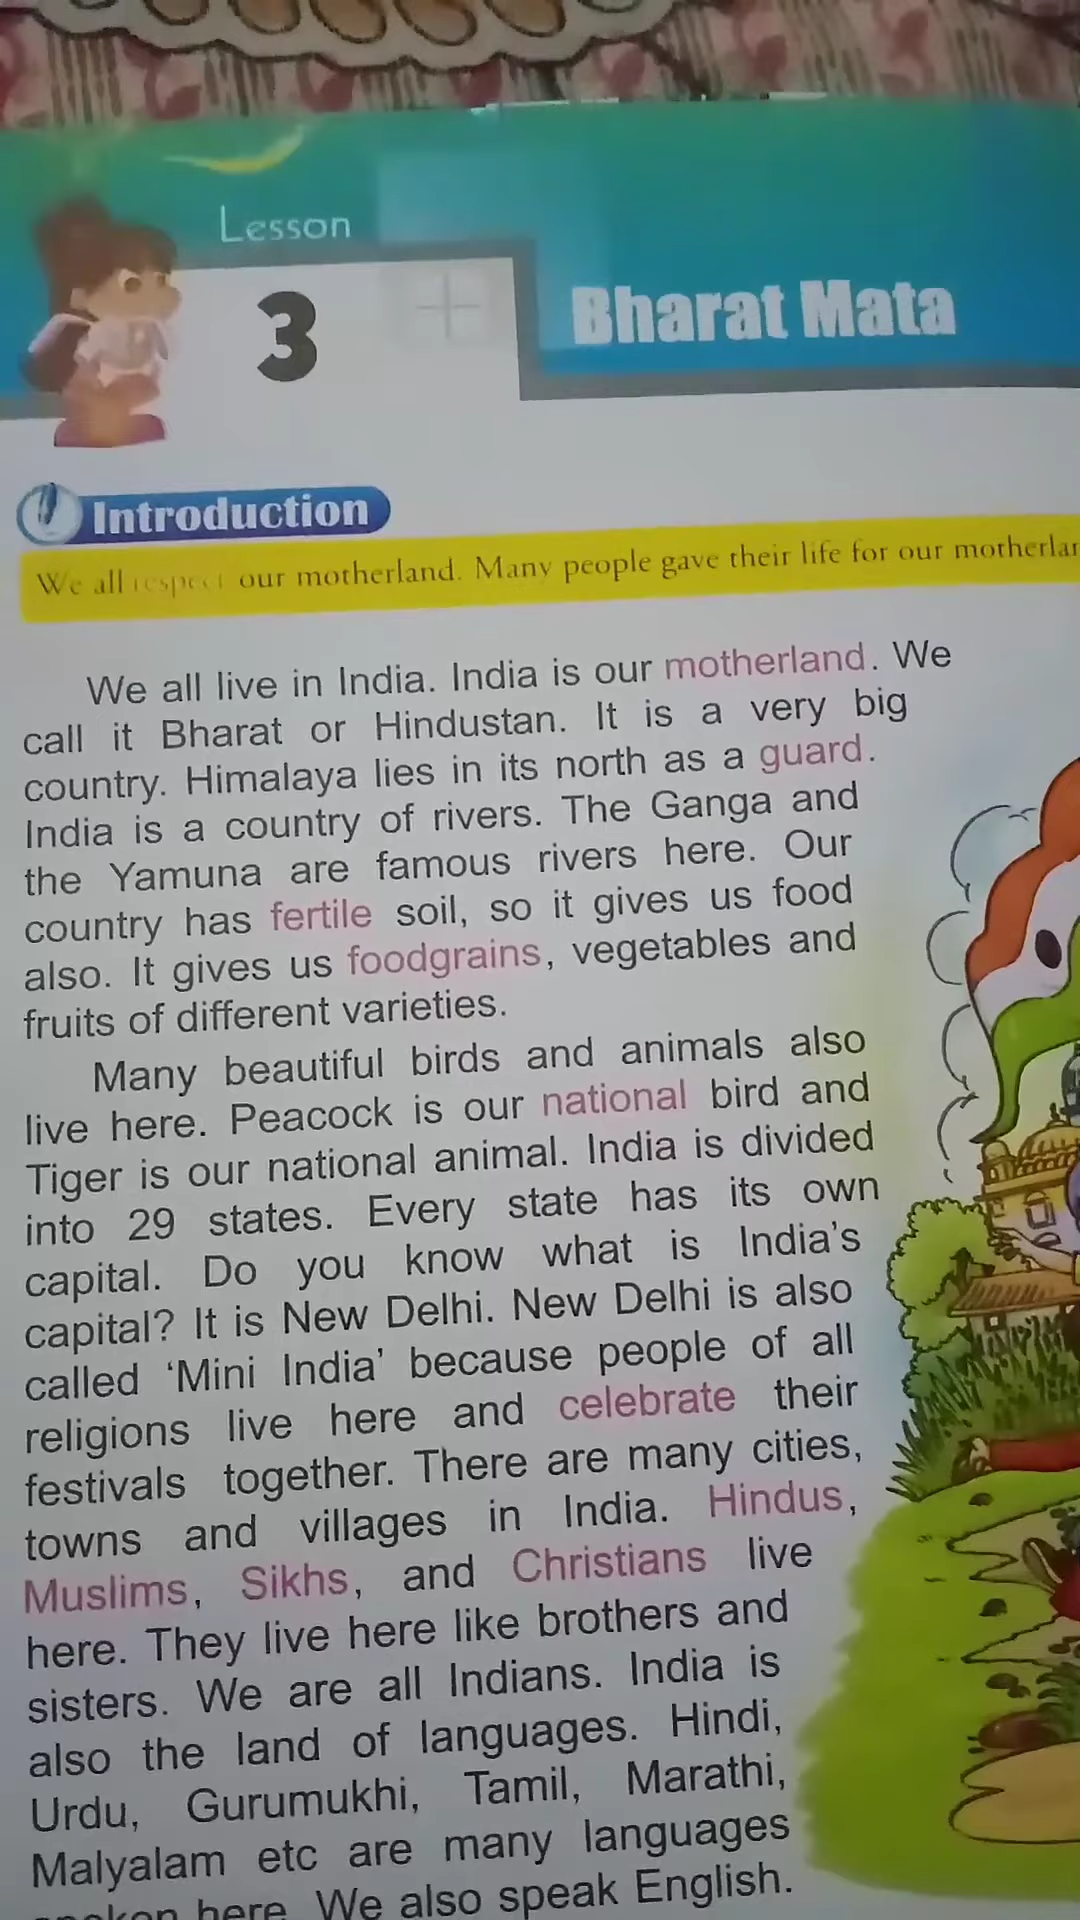 Lesson
3
Bharat Mata
Introduction
We all respect our motherland. Many people gave their life for our
We all live in India. India is our motherland. We
call it Bharat or Hindustan. It is a very big
country. Himalaya lies in its north as a guard.
India is a country of rivers. The Ganga and
the Yamuna are famous rivers here. Our
country has fertile soil, so it gives us food
also. It gives us foodgrains, vegetables and
fruits of different varieties.
Many beautiful birds and animals also
live here. Peacock is our national bird and
Tiger is our national animal. India is divided
into 29 states. Every state has its own
capital. Do you know what is India's
capital? It is New Delhi. New Delhi is also
called ‘Mini India’ because people of all
religions live here and celebrate their
festivals together. There are many cities,
towns and villages in India. Hindus,
Muslims, Sikhs, and Christians live
here. They live here like brothers and
sisters. We are all Indians. India is
also the land of languages. Hindi,
Urdu, Gurumukhi, Tamil, Marathi,
Malyalam etc are many languages
spoken here. We also speak English.